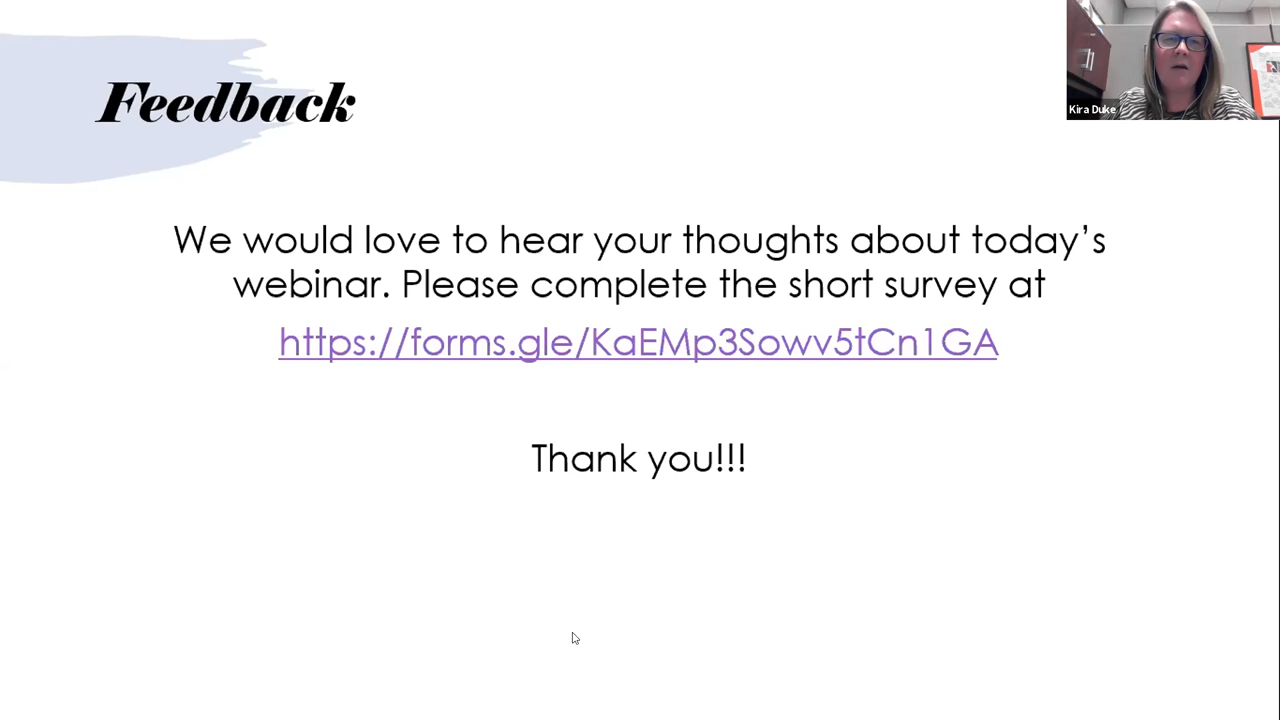 Feedback
Kira Duke
We would love to hear your thoughts about today's
webinar. Please complete the short survey at
https://forms.gle/KaEMp3Sowv5tCn1GA
Thank you!!!